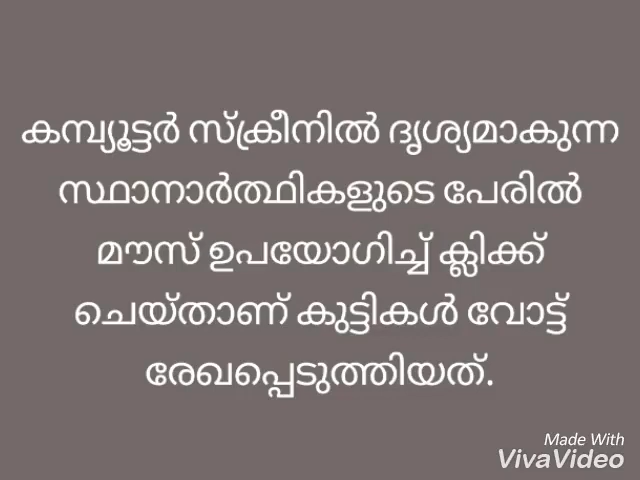 കമ്പ്യൂട്ടർ സ്ക്രീനിൽ ദൃശ്യമാകുന്ന
സ്ഥാനാർത്ഥികളുടെ പേരിൽ
മൗസ് ഉപയോഗിച്ച് ക്ലിക്ക്
ചെയ്താണ് കുട്ടികൾ വോട്ട്
രേഖപ്പെടുത്തിയത്.
Made With
VivaVideo